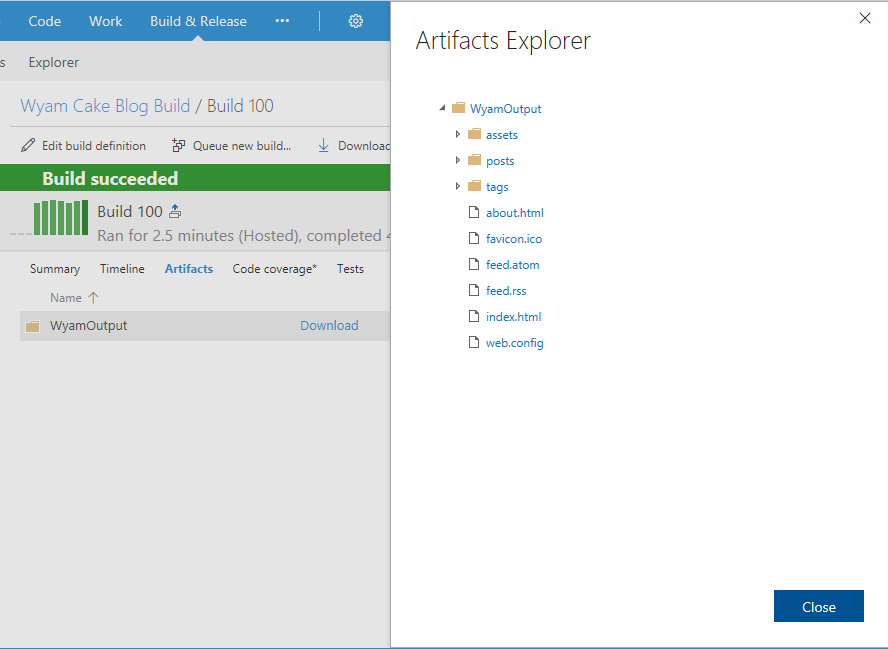 Code Work Build & Release ...
s Explorer
Wyam Cake Blog Build / Build 100
Edit build definition Queue new build... Download
Build succeeded
Build 100
Ran for 2.5 minutes (Hosted), completed
Summary Timeline Artifacts Code coverage* Tests
Name
WyamOutput Download
Artifacts Explorer
WyamOutput
assets
posts
tags
about.html
favicon.ico
feed.atom
feed.rss
index.html
web.config
Close